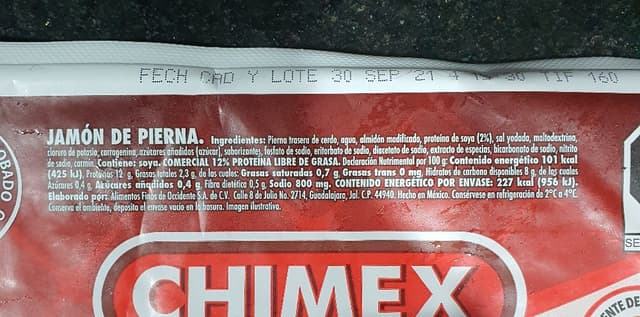 FECH CAD Y LOTE 30 SEP 21 4 30 TIF 160
JAMÓN DE PIERNA. Ingredientes: Pierna trasera de cerdo, agua, almidón modificado, proteína de soya (2%), sal yodada, maltodextrina,
cloruro de potasio, carragenina, azúcares añadidos (azúcar), saborizantes, fosfato de sodio, eritorbato de sodio, diacetato de sodio, extracto de especias, bicarbonato de sodio, nitrito
de sodio, carmín. Contiene: soya. COMERCIAL 12% PROTEÍNA LIBRE DE GRASA. Declaración Nutrimental por 100 g: Contenido energético 101 kcal
(425 kJ). Proteínas 12 g, Grasas totales 2,3 g, de las cuales: Grasas saturadas 0,7 g, Grasas trans 0 mg, Hidratos de carbono disponibles 8 g, de los cuales:
Azúcares 0,4 g, Azúcares añadidos 0,4 g, Fibra dietética 0,5 g, Sodio 800 mg. CONTENIDO ENERGÉTICO POR ENVASE: 227 kcal (956 kJ).
Elaborado por: Alimentos Finos de Occidente S.A. de C.V. Calle 8 de Julio No. 2714, Guadalajara, Jal. C.P. 44940. Hecho en México. Consérvese en refrigeración de 2°C a 4°C.
Conserva el ambiente, deposita el envase vacío en la basura. Imagen ilustrativa.
OBADO
SE
CHIMEX
ENTE DE